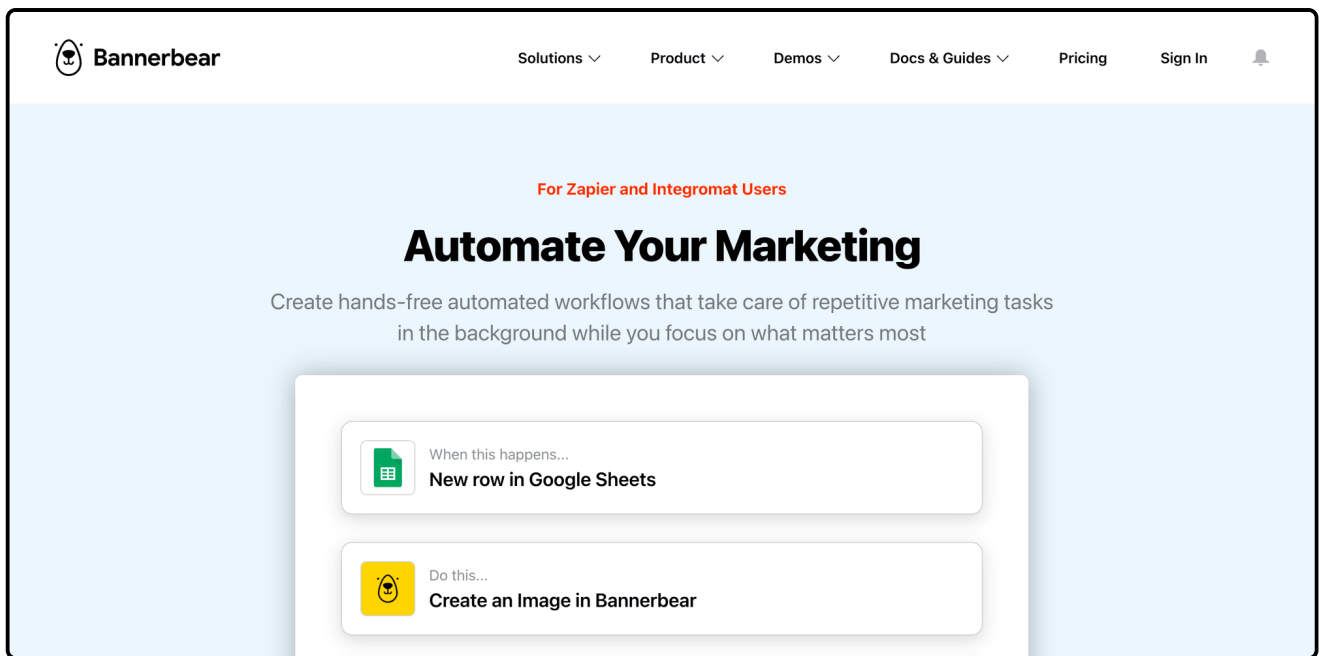 Bannerbear
Solutions
Product
Demos
Docs & Guides
Pricing
Sign In
For Zapier and Integromat Users
Automate Your Marketing
Create hands-free automated workflows that take care of repetitive marketing tasks
in the background while you focus on what matters most
When this happens...
New row in Google Sheets
Do this...
Create an Image in Bannerbear